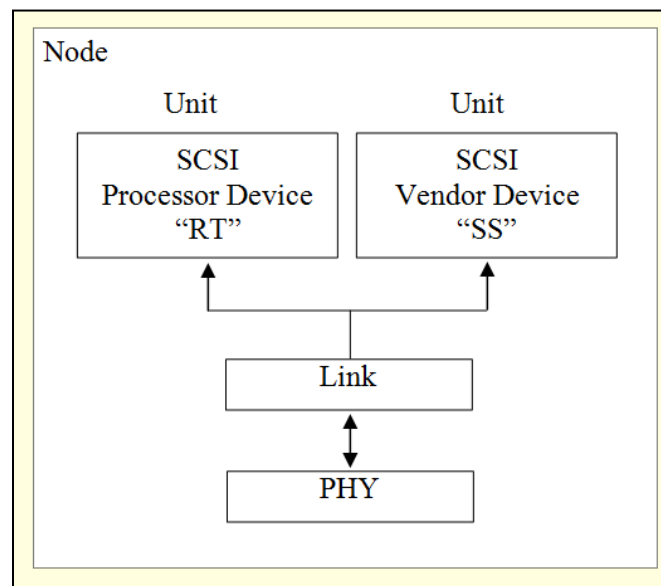 Node
Unit
Unit
SCSI
Processor Device
“RT”
SCSI
Vendor Device
“SS”
Link
PHY